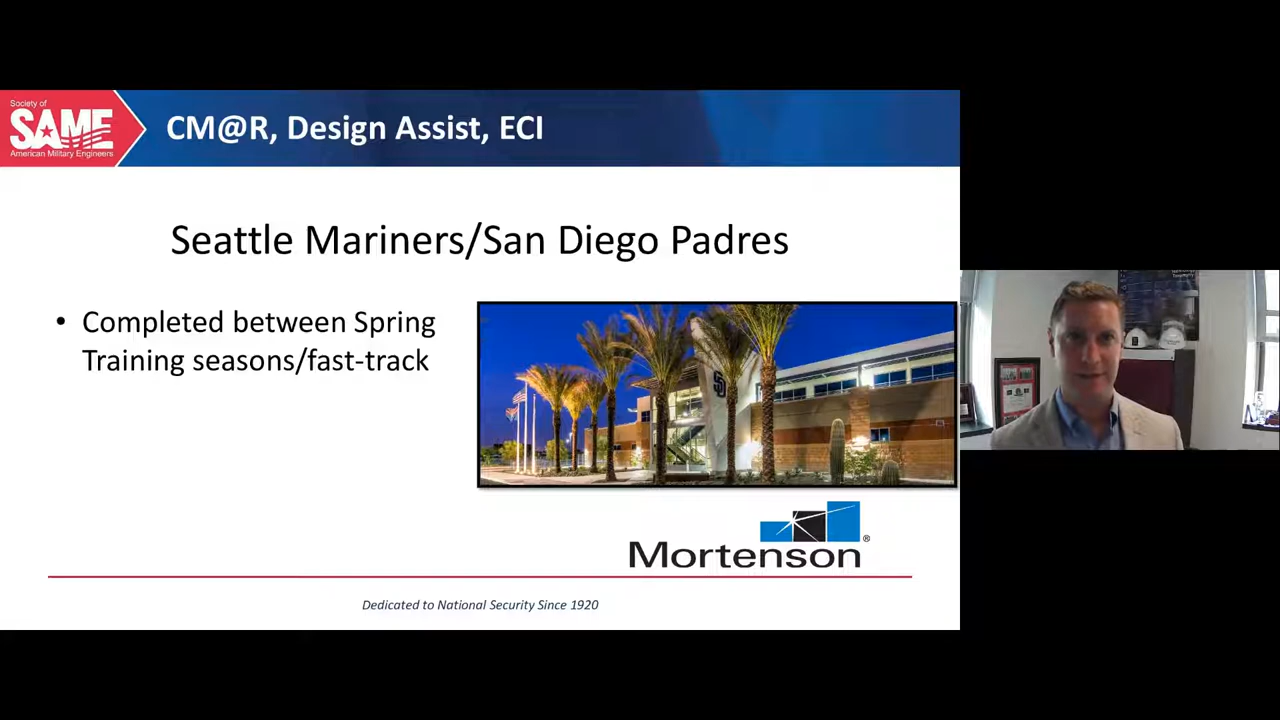 Society of
SAME
American Military Engineers
CM@R, Design Assist, ECI
Seattle Mariners/San Diego Padres
• Completed between Spring
Training seasons/fast-track
SD
Mortenson®
Dedicated to National Security Since 1920